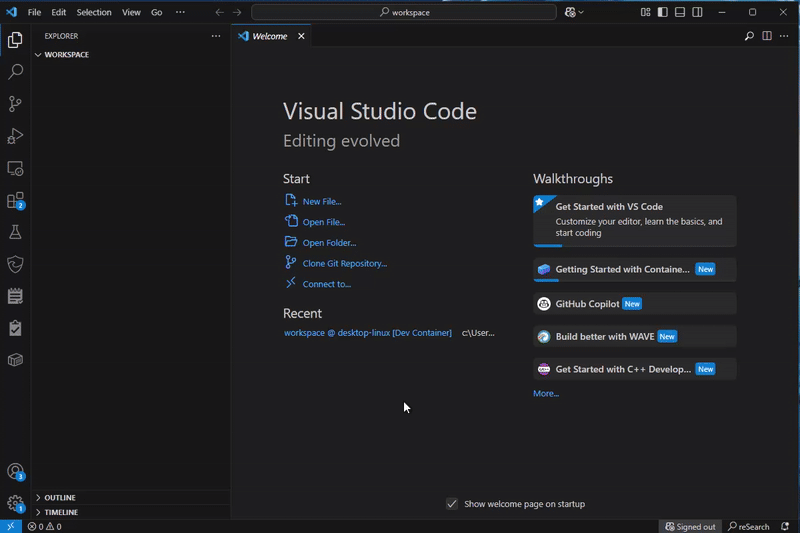 File Edit Selection View Go ··· workspace
EXPLORER ···
WORKSPACE
Welcome
Visual Studio Code
Editing evolved
Start
New File...
Open File...
Open Folder...
Clone Git Repository...
Connect to...
Recent
workspace @ desktop-linux [Dev Container] c:\User...
Walkthroughs
Get Started with VS Code
Customize your editor, learn the basics, and
start coding
Getting Started with Containe... New
GitHub Copilot New
Build better with WAVE New
Get Started with C++ Develop... New
More...
2
3
1
Show welcome page on startup
OUTLINE
TIMELINE
0 0
Signed out reSearch